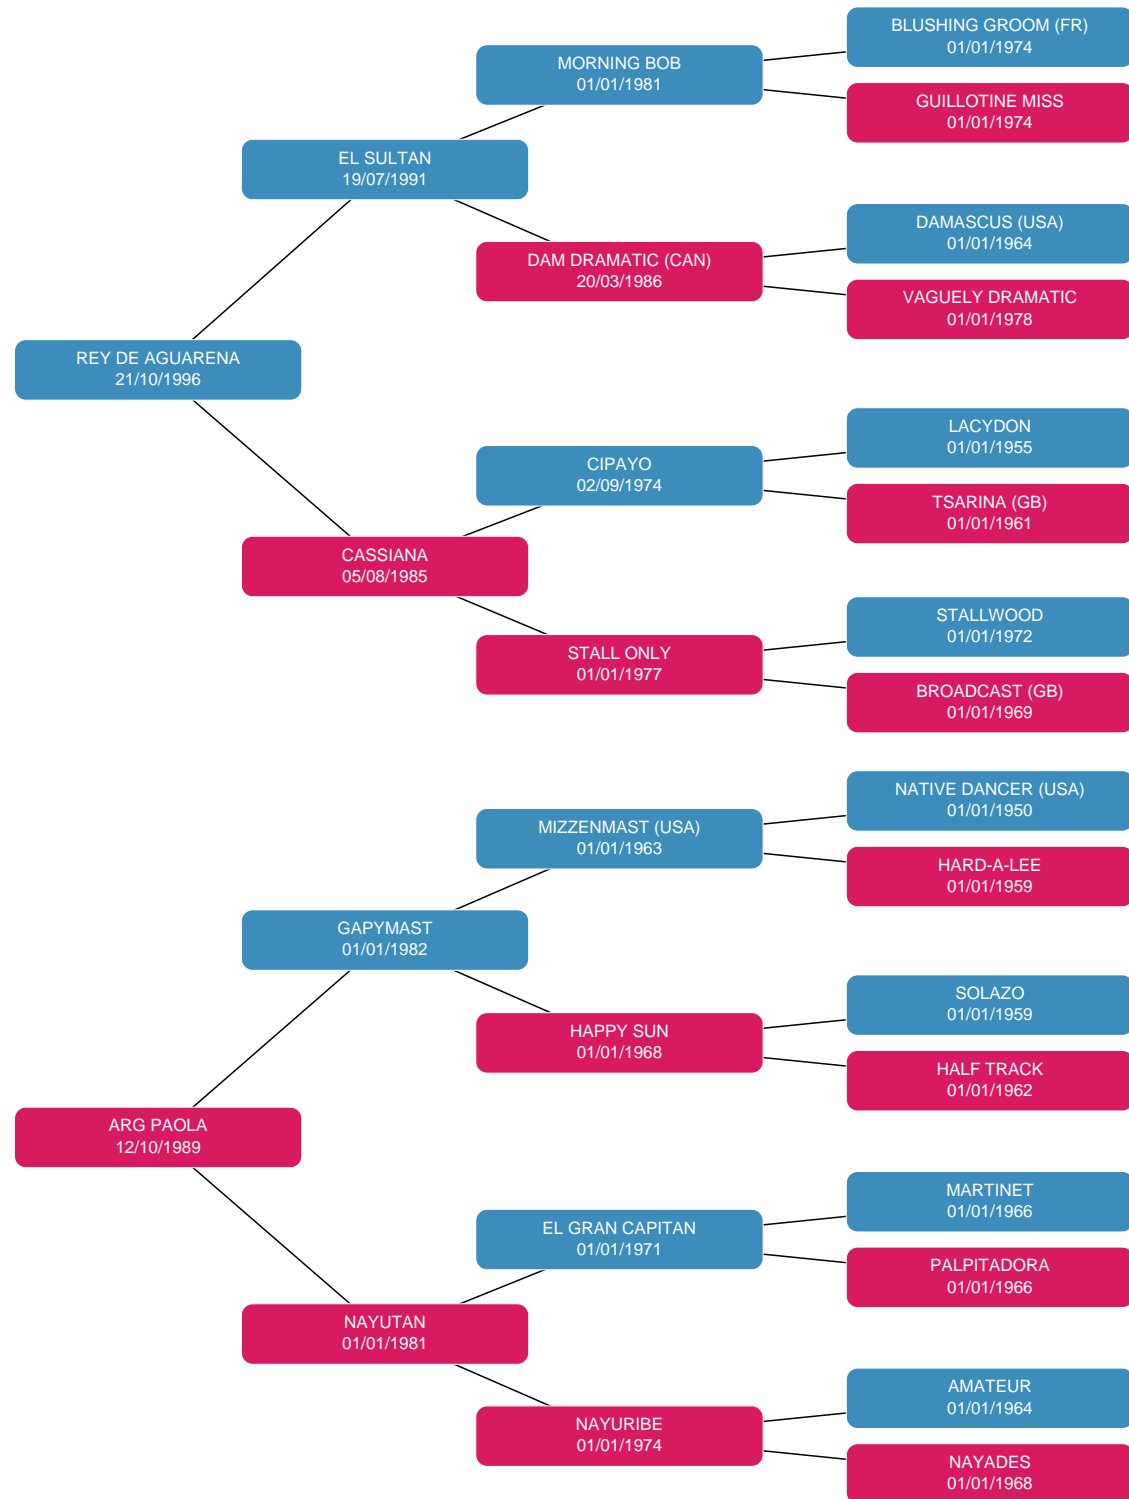 BLUSHING GROOM (FR)
01/01/1974
MORNING BOB
01/01/1981
GUILLOTINE MISS
01/01/1974
EL SULTAN
19/07/1991
DAMASCUS (USA)
01/01/1964
DAM DRAMATIC (CAN)
20/03/1986
VAGUELY DRAMATIC
01/01/1978
REY DE AGUARENA
21/10/1996
LACYDON
01/01/1955
CIPAYO
02/09/1974
TSARINA (GB)
01/01/1961
CASSIANA
05/08/1985
STALLWOOD
01/01/1972
STALL ONLY
01/01/1977
BROADCAST (GB)
01/01/1969
NATIVE DANCER (USA)
01/01/1950
MIZZENMAST (USA)
01/01/1963
HARD-A-LEE
01/01/1959
GAPYMAST
01/01/1982
SOLAZO
01/01/1959
HAPPY SUN
01/01/1968
HALF TRACK
01/01/1962
ARG PAOLA
12/10/1989
MARTINET
01/01/1966
EL GRAN CAPITAN
01/01/1971
PALPITADORA
01/01/1966
NAYUTAN
01/01/1981
AMATEUR
01/01/1964
NAYURIBE
01/01/1974
NAYADES
01/01/1968